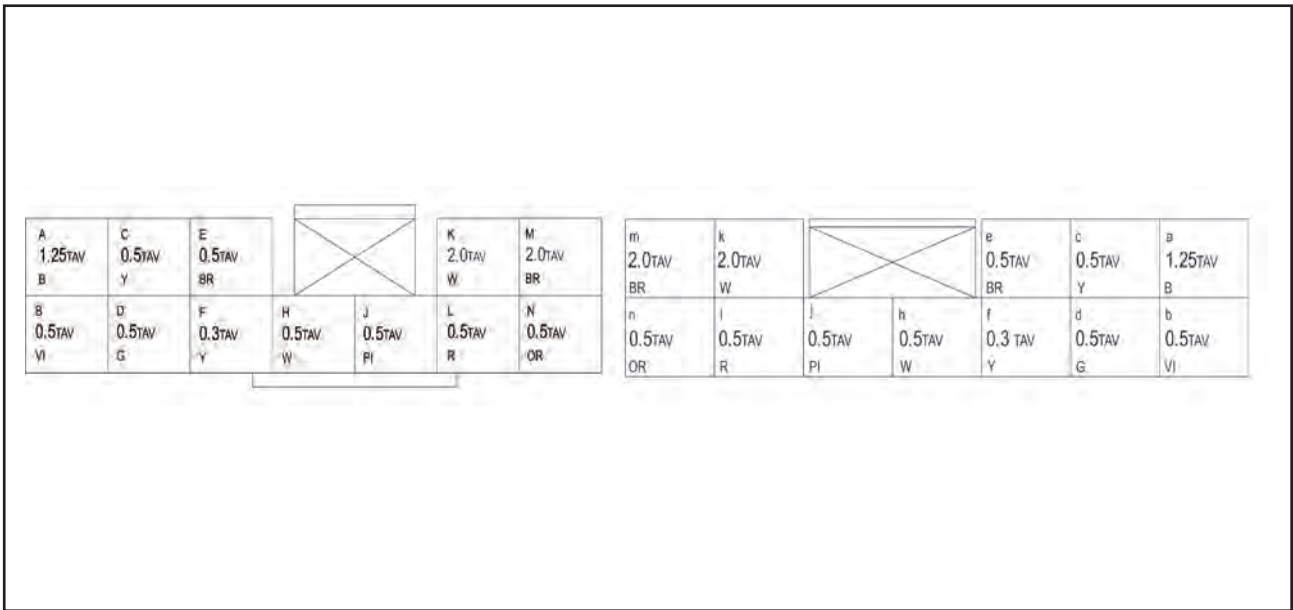 A C E K M
1.25TAV 0.5TAV 0.5TAV 2.0TAV 2.0TAV
B Y BR W BR
B D F H J L N
0.5TAV 0.5TAV 0.3TAV 0.5TAV 0.5TAV 0.5TAV 0.5TAV
VI G Y W PI R OR
m k e c a
2.0TAV 2.0TAV 0.5TAV 0.5TAV 1.25TAV
BR W BR Y B
n l j h f d b
0.5TAV 0.5TAV 0.5TAV 0.5TAV 0.3 TAV 0.5TAV 0.5TAV
OR R PI W Y G VI